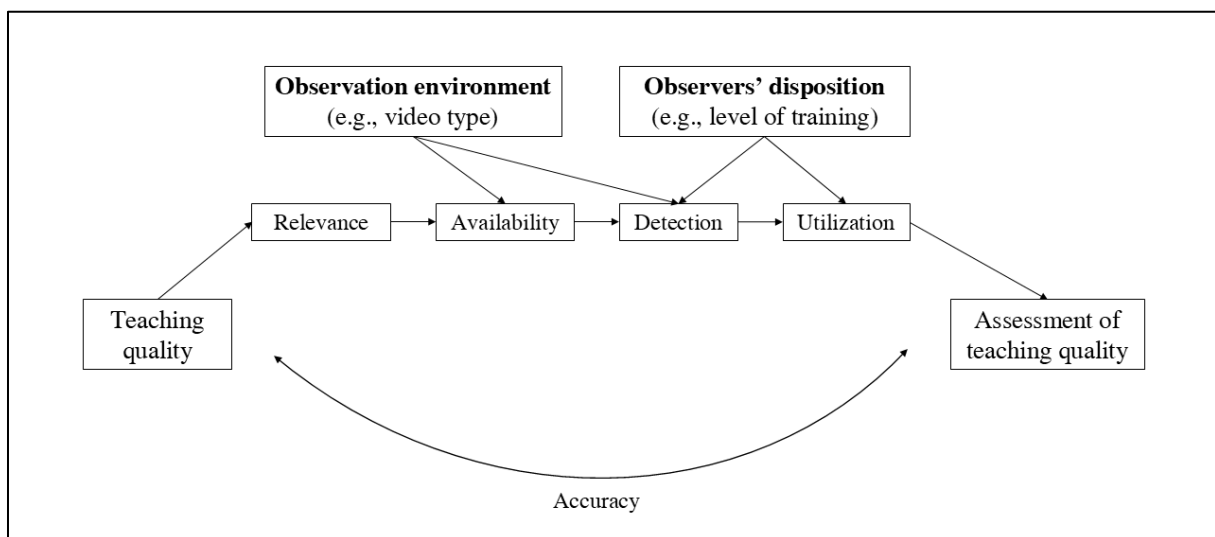 Observation environment
(e.g., video type)
Observers’ disposition
(e.g., level of training)
Relevance
Availability
Detection
Utilization
Teaching
quality
Assessment of
teaching quality
Accuracy